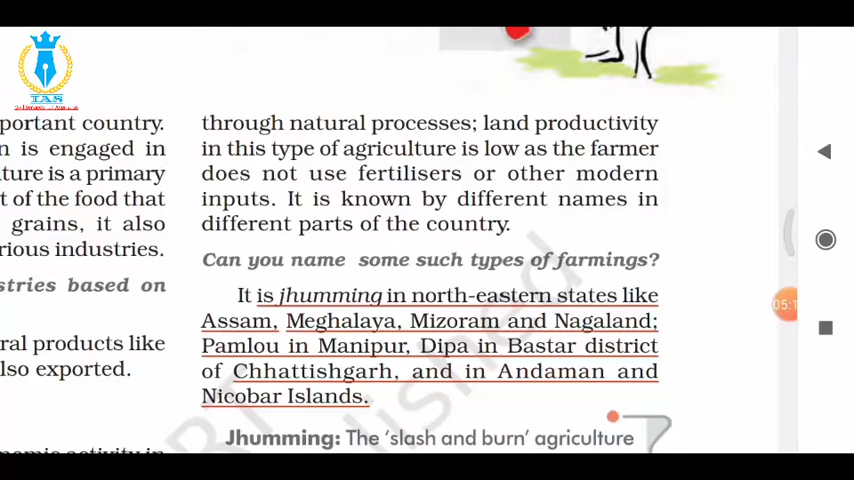 IAS
portant country.
n is engaged in
ture is a primary
t of the food that
grains, it also
rious industries.
stries based on
ral products like
lso exported.
through natural processes; land productivity
in this type of agriculture is low as the farmer
does not use fertilisers or other modern
inputs. It is known by different names in
different parts of the country.
Can you name some such types of farmings?
It is jhumming in north-eastern states like
Assam, Meghalaya, Mizoram and Nagaland;
Pamlou in Manipur, Dipa in Bastar district
of Chhattishgarh, and in Andaman and
Nicobar Islands.
Jhumming: The ‘slash and burn’ agriculture
05:1